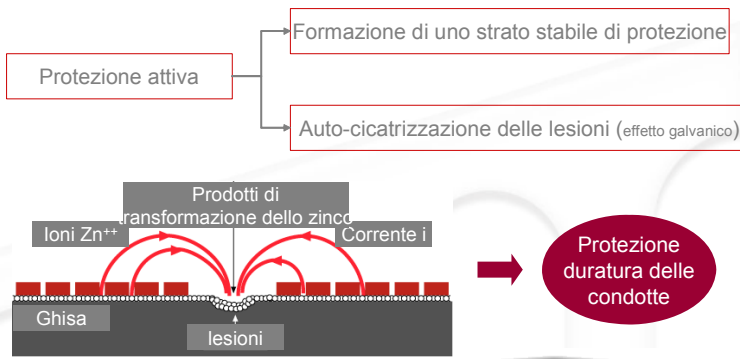 Formazione di uno strato stabile di protezione
Protezione attiva
Auto-cicatrizzazione delle lesioni (effetto galvanico)
Prodotti di
transformazione dello zinco
Ioni Zn⁺⁺
Corrente i
Ghisa
lesioni
Protezione
duratura delle
condotte